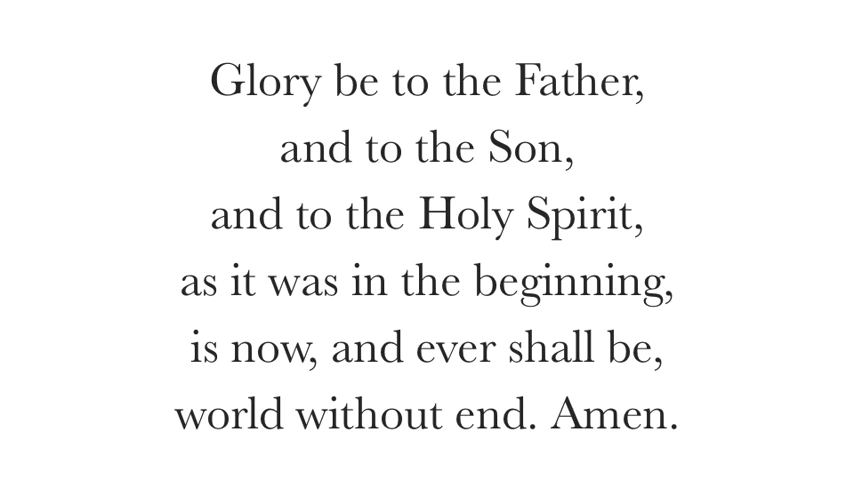 Glory be to the Father,
and to the Son,
and to the Holy Spirit,
as it was in the beginning,
is now, and ever shall be,
world without end. Amen.